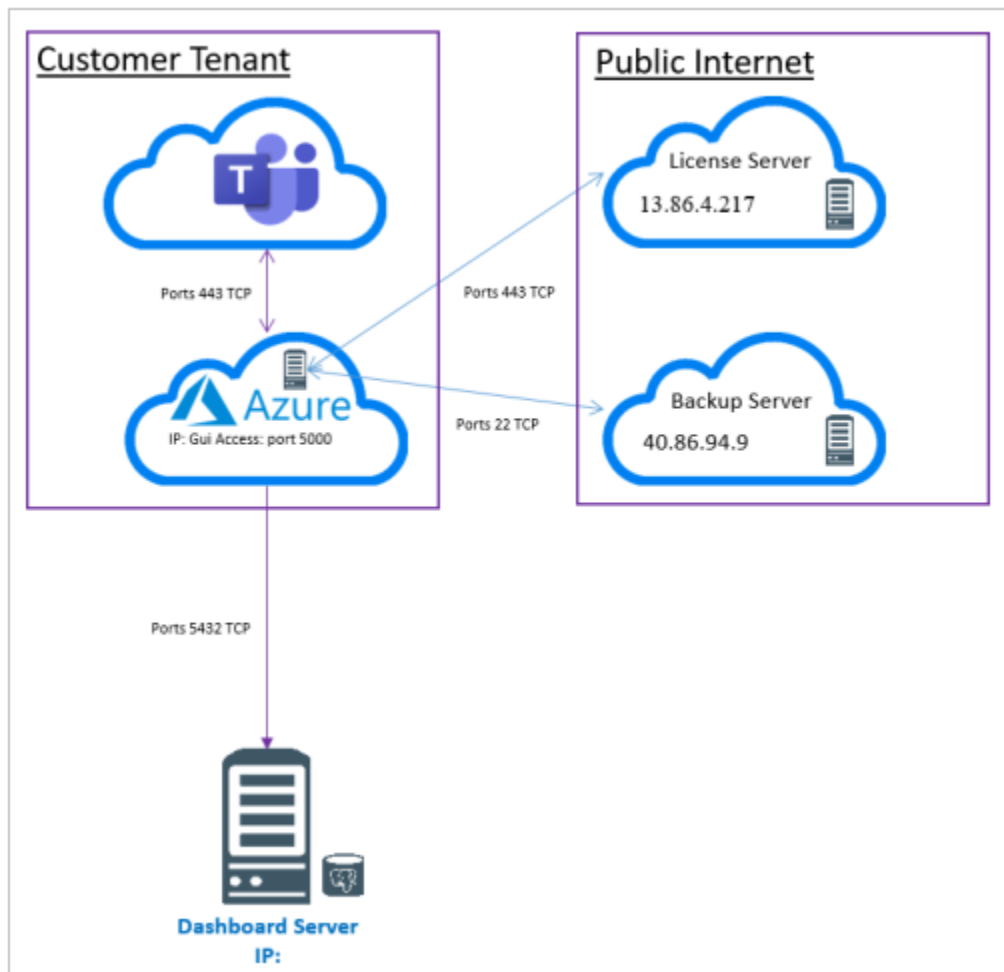 Customer Tenant
Public Internet
T
License Server
13.86.4.217
Ports 443 TCP
Ports 443 TCP
Azure
IP: Gui Access: port 5000
Backup Server
40.86.94.9
Ports 22 TCP
Ports 5432 TCP
Dashboard Server
IP: